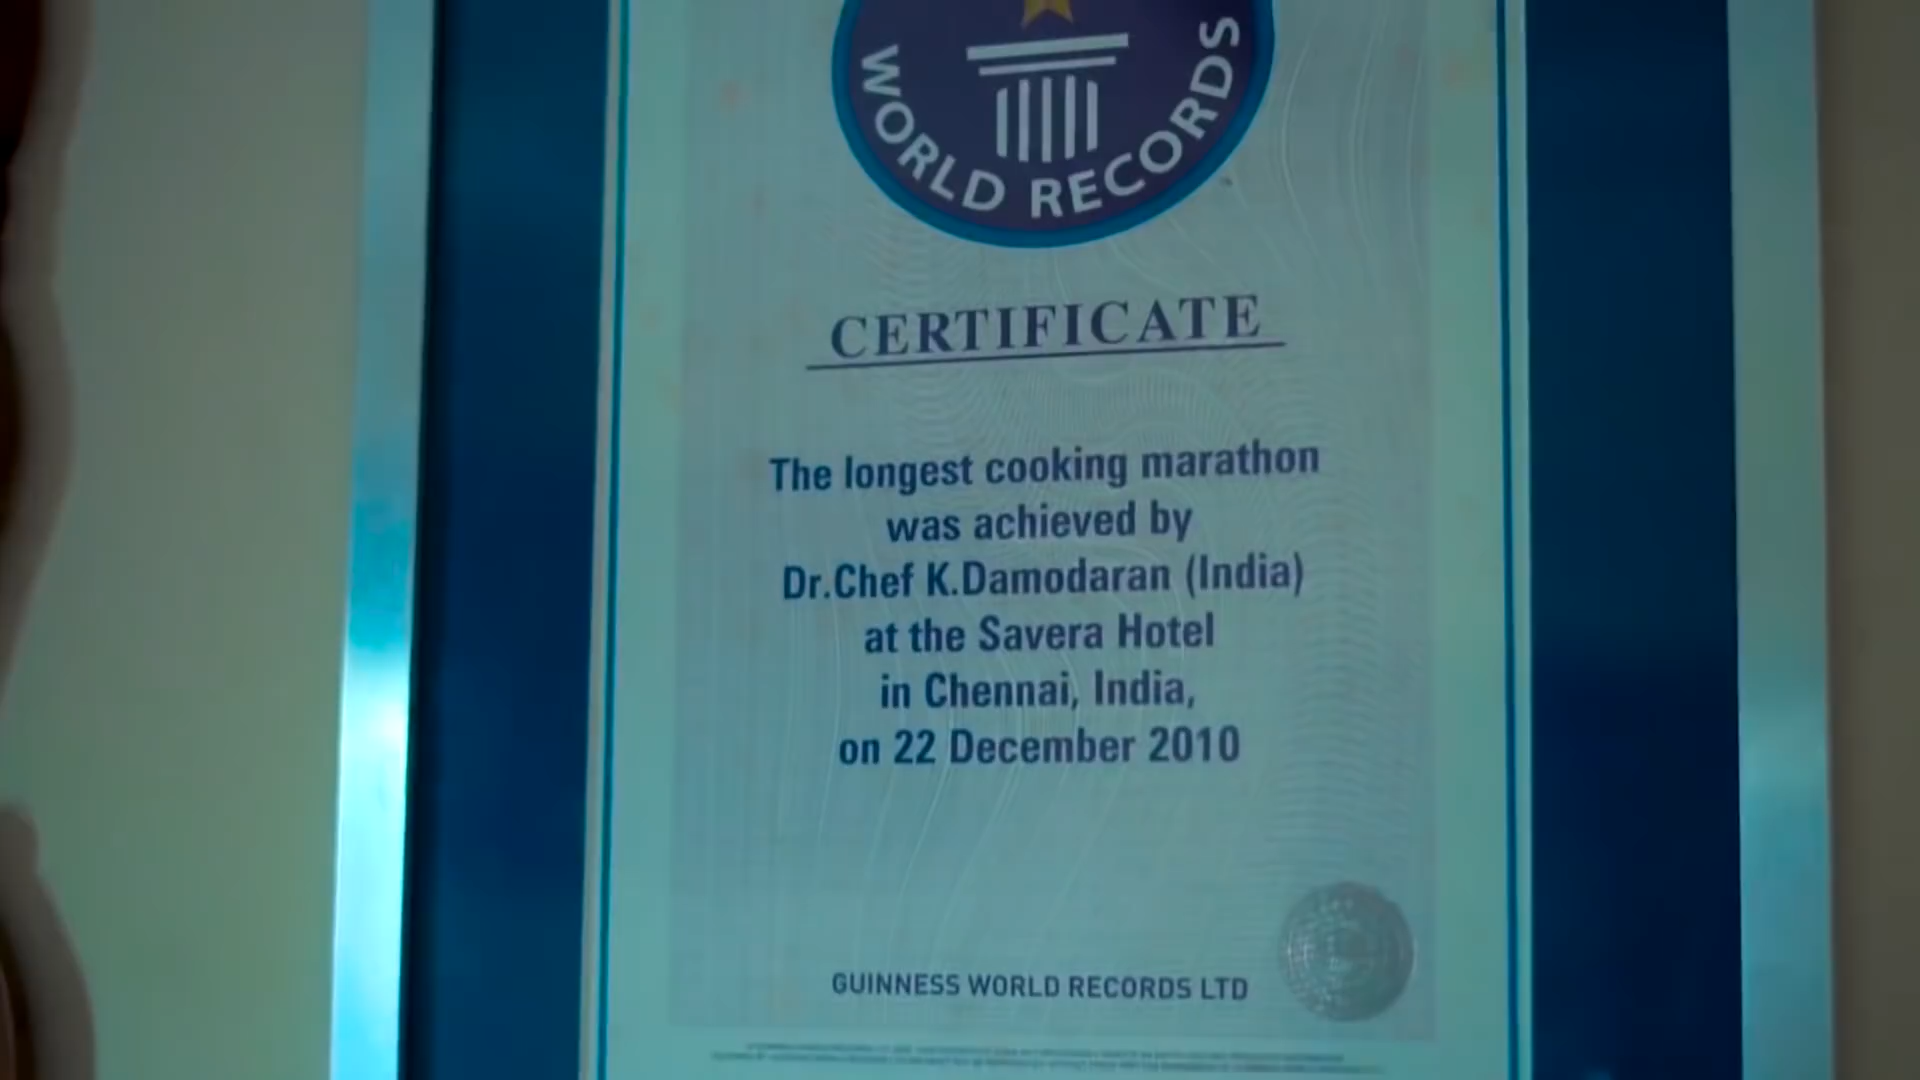 WORLD RECORDS
CERTIFICATE
The longest cooking marathon
was achieved by
Dr.Chef K.Damodaran (India)
at the Savera Hotel
in Chennai, India,
on 22 December 2010
GUINNESS WORLD RECORDS LTD